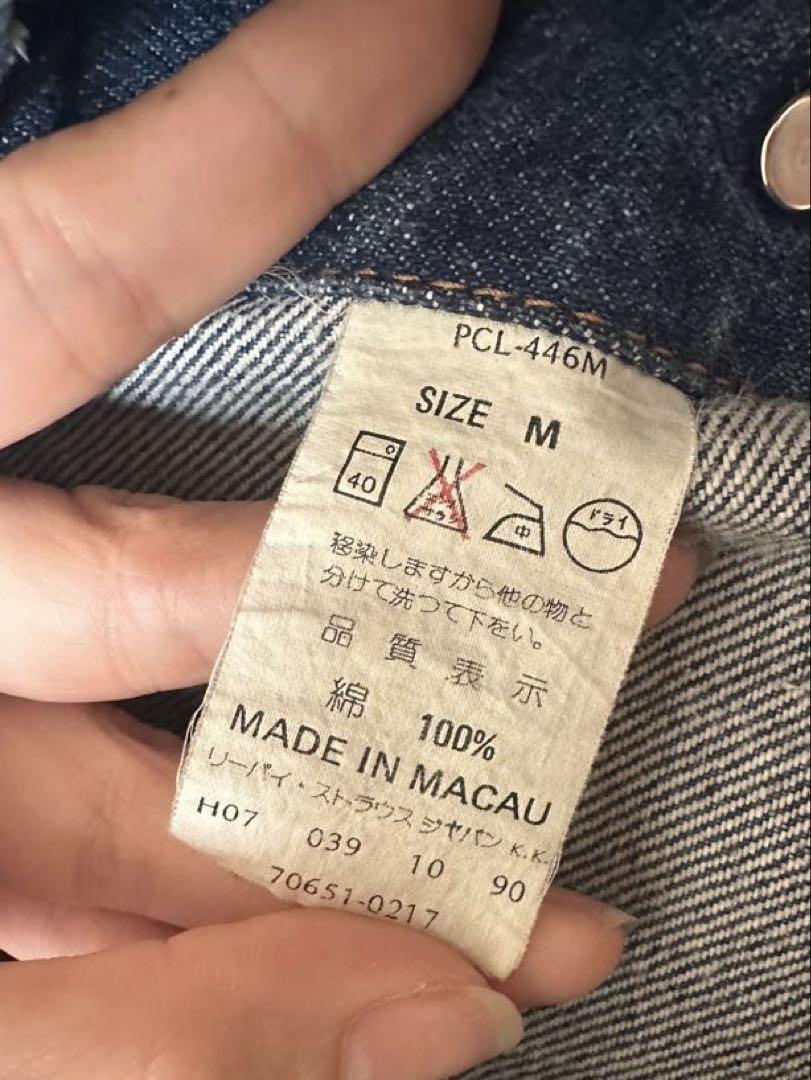 PCL-446M
SIZE M
40 中 ドライ
移染しますから他の物と
分けて洗つて下さい。
品質表示
綿 100%
MADE IN MACAU
リーバイ・ストラウス ジャパン K.K.
H07 039 10 90
70651-0217